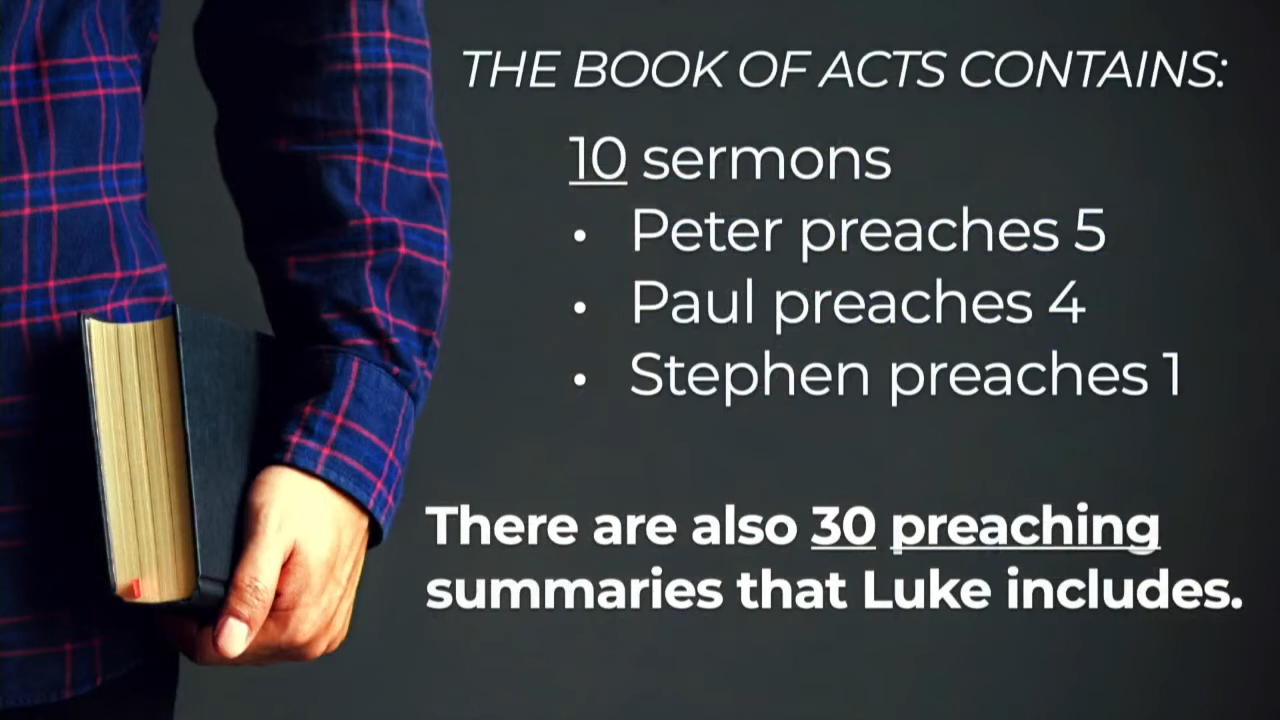 THE BOOK OF ACTS CONTAINS:
10 sermons
• Peter preaches 5
• Paul preaches 4
• Stephen preaches 1
There are also 30 preaching
summaries that Luke includes.